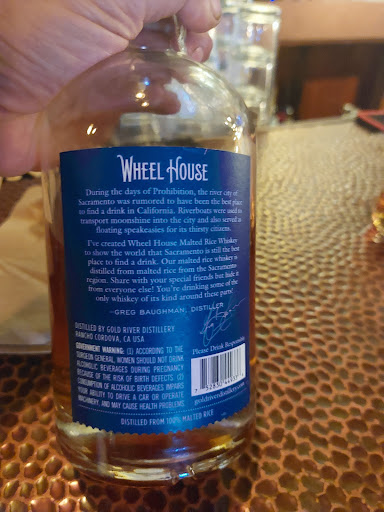 WHEEL HOUSE
During the days of Prohibition, the river city of
Sacramento was rumored to have been the best place
to find a drink in California. Riverboats were used to
transport moonshine into the city and also served as
floating speakeasies for its thirsty citizens.
I've created Wheel House Malted Rice Whiskey
to show the world that Sacramento is still the best
place to find a drink. Our malted rice whiskey is
distilled from malted rice from the Sacramento
region. Share with your special friends but hide it
from everyone else! You're drinking some of the
only whiskey of its kind around these parts!
—GREG BAUGHMAN, DISTILLER
DISTILLED BY GOLD RIVER DISTILLERY
RANCHO CORDOVA, CA USA
GOVERNMENT WARNING: (1) ACCORDING TO THE
SURGEON GENERAL, WOMEN SHOULD NOT DRINK
ALCOHOLIC BEVERAGES DURING PREGNANCY
BECAUSE OF THE RISK OF BIRTH DEFECTS. (2)
CONSUMPTION OF ALCOHOLIC BEVERAGES IMPAIRS
YOUR ABILITY TO DRIVE A CAR OR OPERATE
MACHINERY, AND MAY CAUSE HEALTH PROBLEMS.
Please Drink Responsibly
goldriverdistillery.com
DISTILLED FROM 100% MALTED RICE